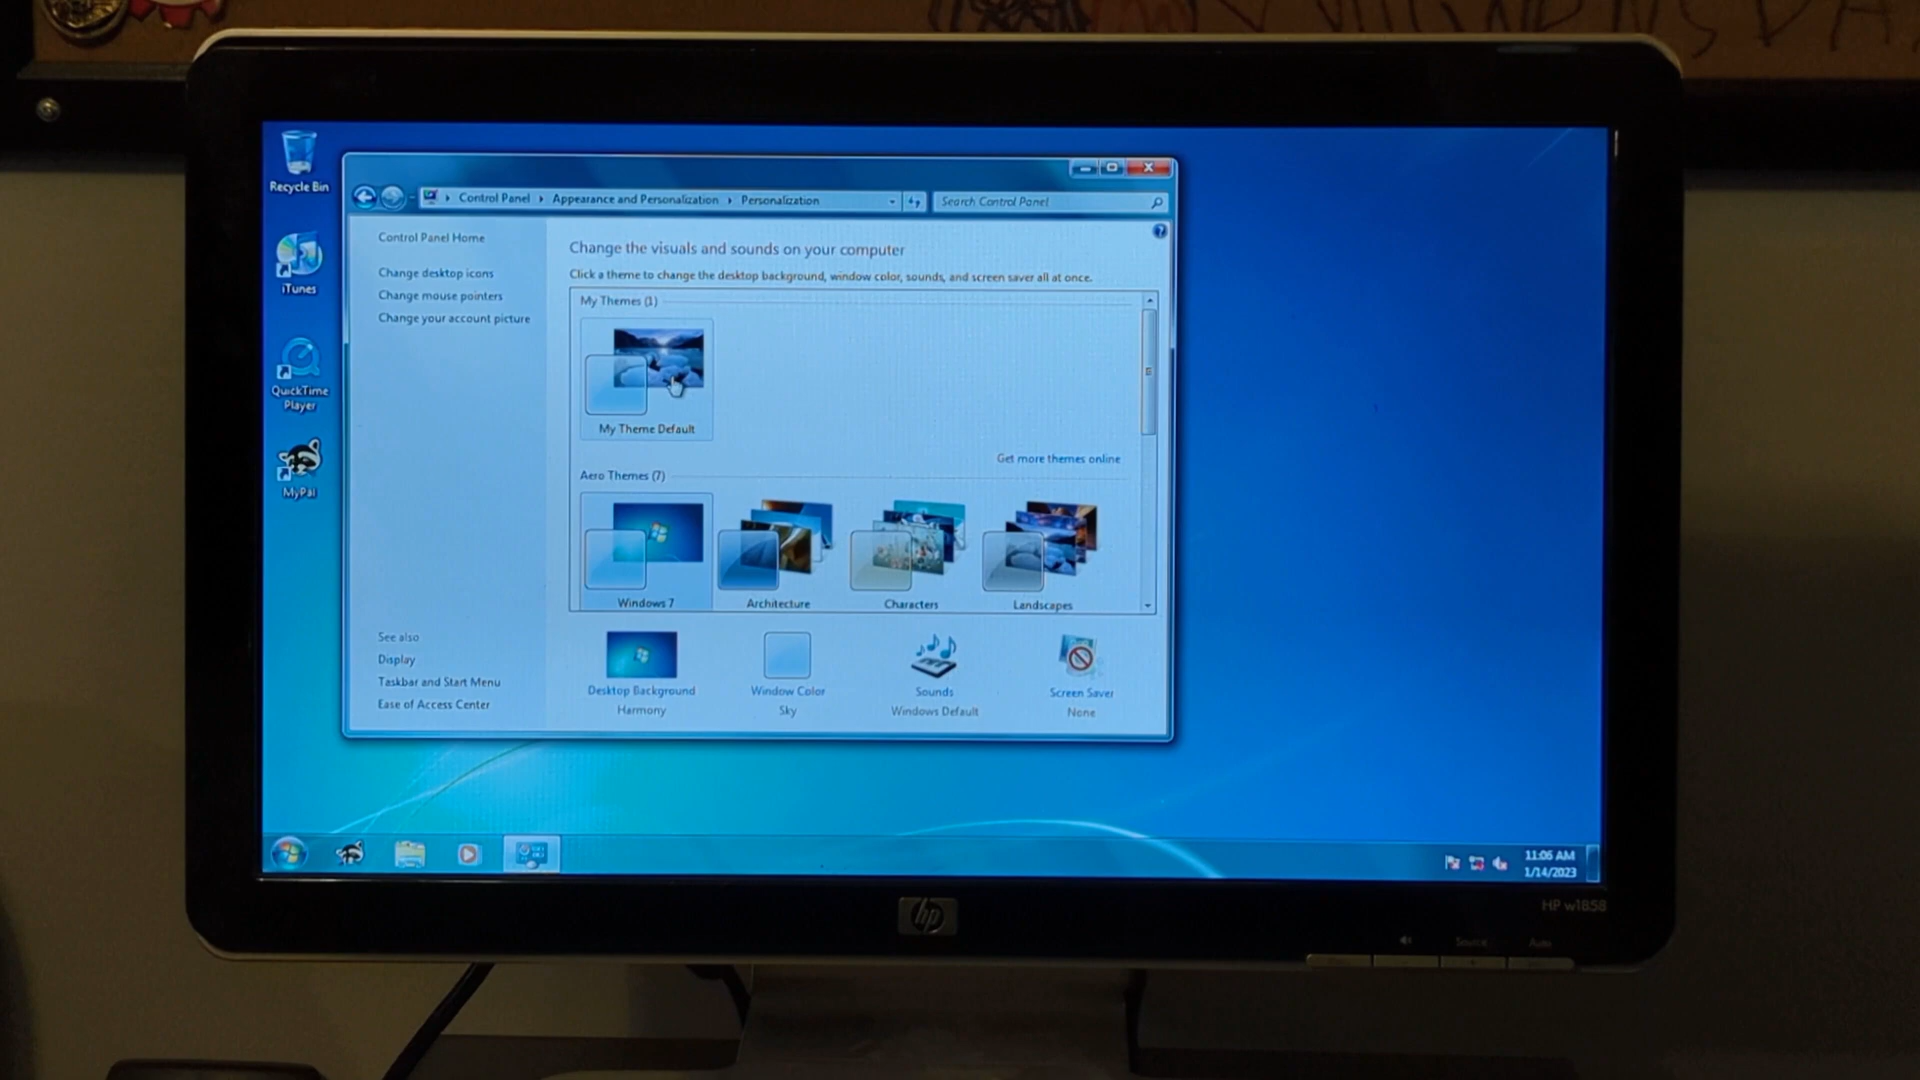 Recycle Bin
iTunes
QuickTime
Player
MyPal
Control Panel
Appearance and Personalization
Personalization
Search Control Panel
Control Panel Home
Change desktop icons
Change mouse pointers
Change your account picture
Change the visuals and sounds on your computer
Click a theme to change the desktop background, window color, sounds, and screen saver all at once.
My Themes (1)
My Theme Default
Get more themes online
Aero Themes (7)
Windows 7
Architecture
Characters
Landscapes
See also
Display
Taskbar and Start Menu
Ease of Access Center
Desktop Background
Harmony
Window Color
Sky
Sounds
Windows Default
Screen Saver
None
11:05 AM
1/14/2023
hp
HP w1858
Source
Auto